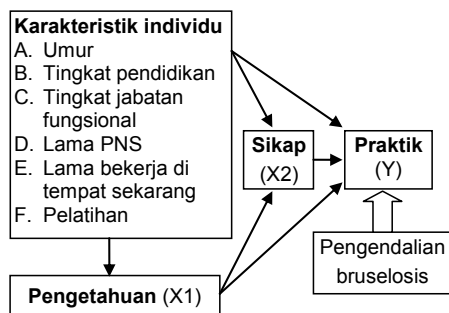 Karakteristik individu
A. Umur
B. Tingkat pendidikan
C. Tingkat jabatan
fungsional
D. Lama PNS
E. Lama bekerja di
tempat sekarang
F. Pelatihan
Sikap
(X2)
Praktik
(Y)
Pengendalian
bruselosis
Pengetahuan (X1)